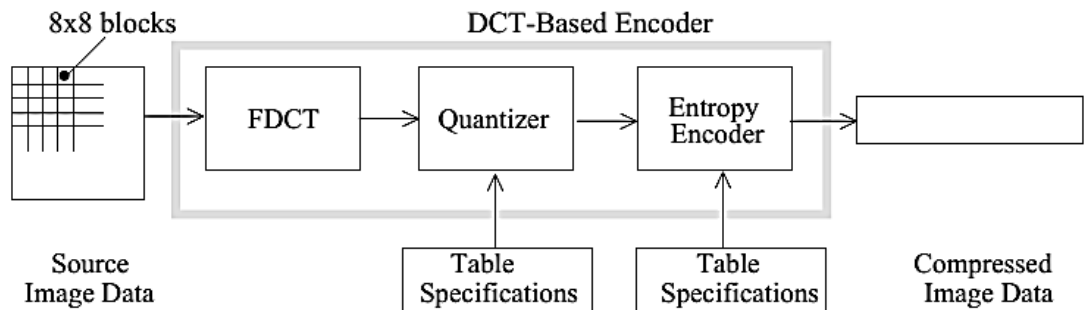 8x8 blocks
DCT-Based Encoder
FDCT
Quantizer
Entropy
Encoder
Source
Image Data
Table
Specifications
Table
Specifications
Compressed
Image Data